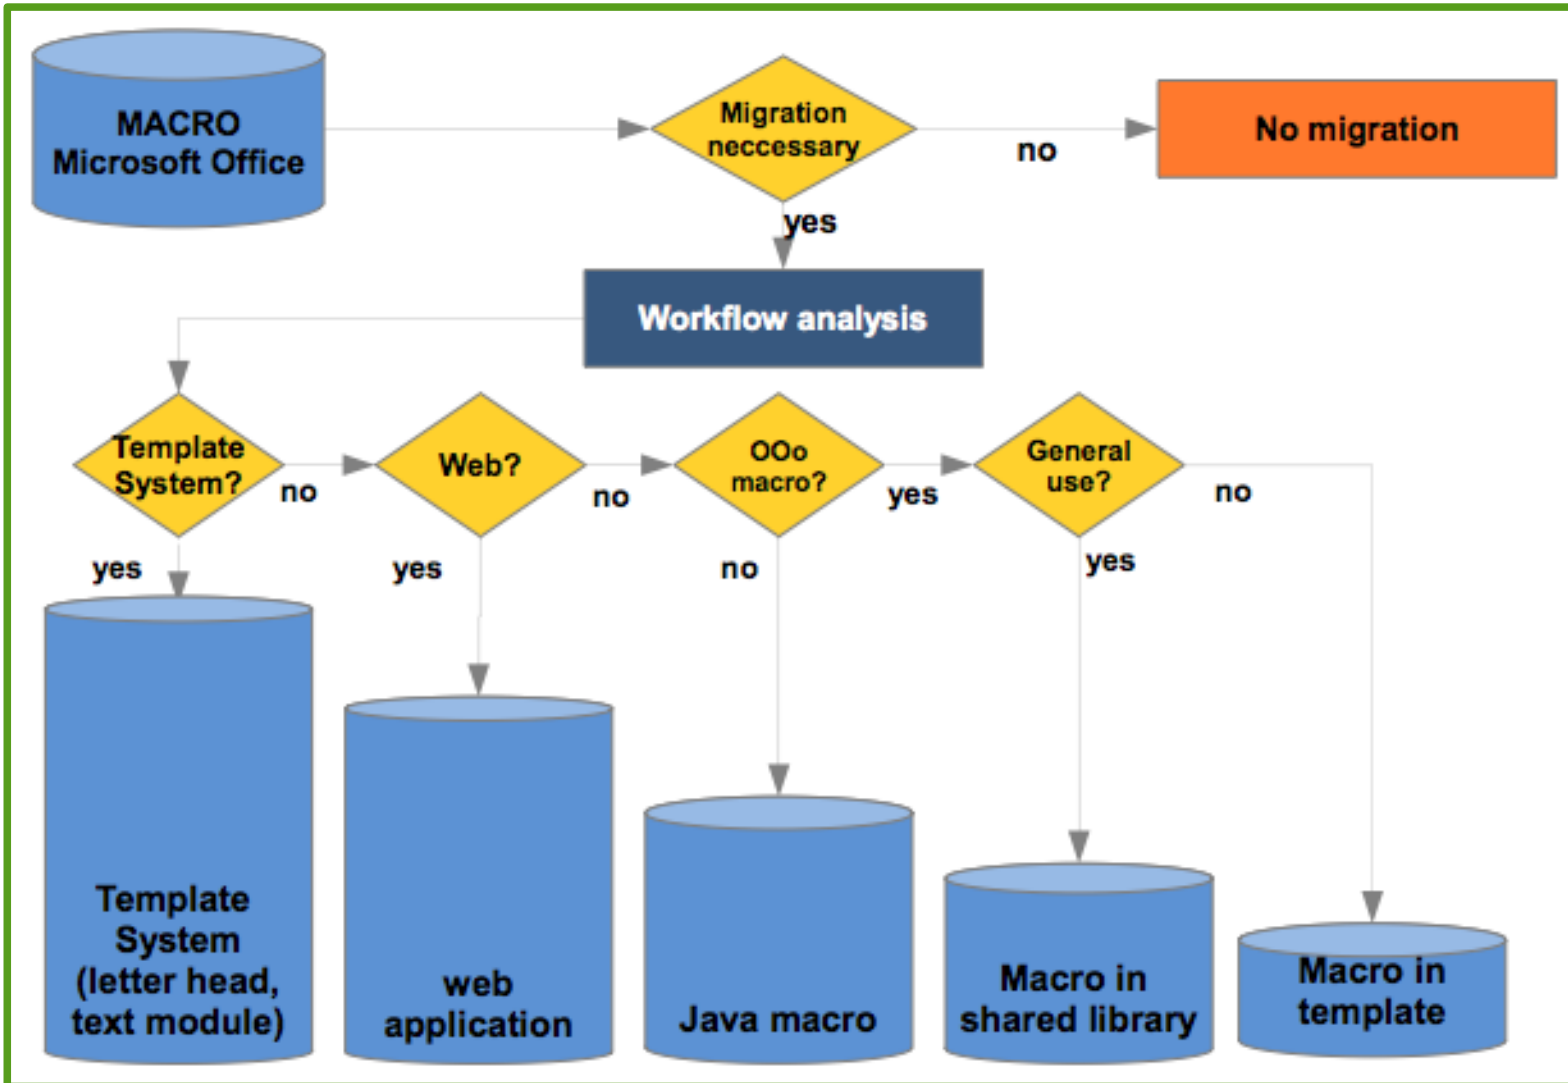 MACRO
Microsoft Office
Migration
neccessary
no
No migration
yes
Workflow analysis
Template
System?
no
Web?
no
OOo
macro?
yes
General
use?
no
yes
yes
no
yes
Template
System
(letter head,
text module)
web
application
Java macro
Macro in
shared library
Macro in
template